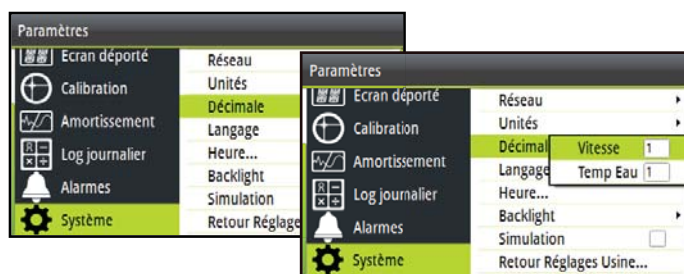 Paramètres
Ecran déporté
Calibration
Amortissement
Log journalier
Alarmes
Système
Réseau
Unités
Décimale
Langage
Heure...
Backlight
Simulation
Retour Réglage
Paramètres
Ecran déporté
Calibration
Amortissement
Log journalier
Alarmes
Système
Réseau
Unités
Décimal
Langage
Heure...
Backlight
Simulation
Retour Réglages Usine...
Vitesse 1
Temp Eau 1